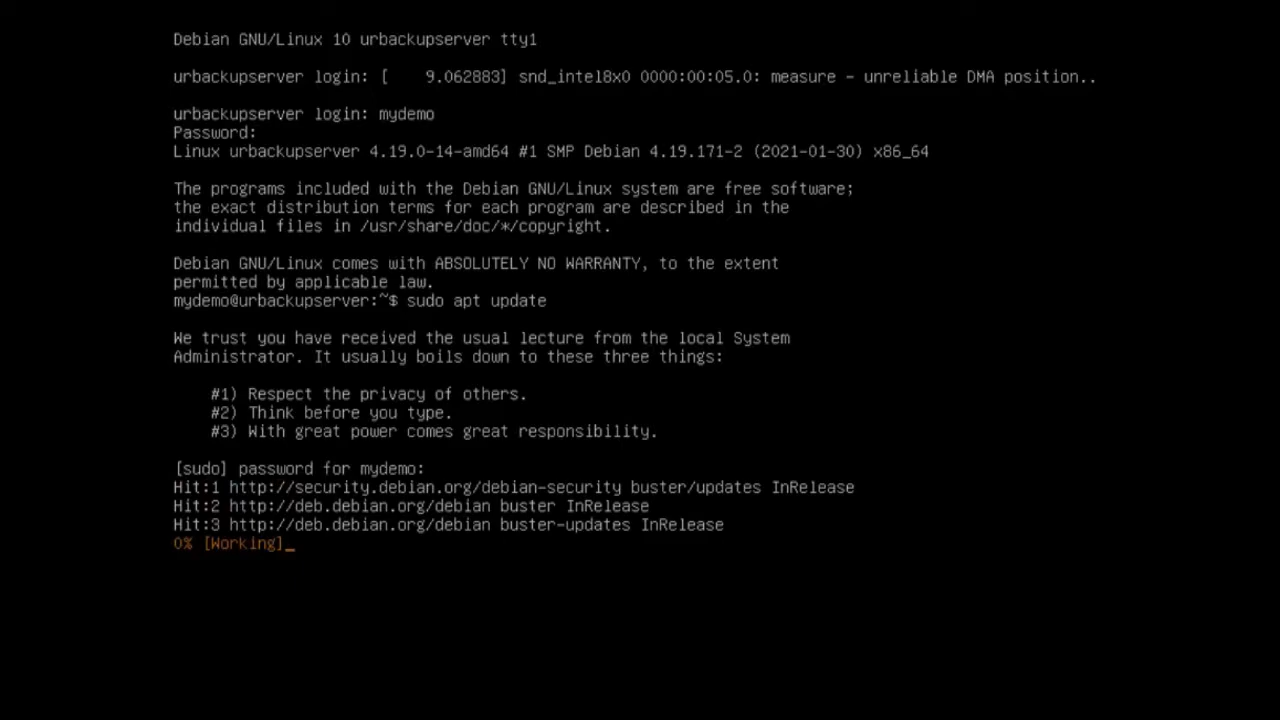 Debian GNU/Linux 10 urbackupserver tty1
urbackupserver login: [    9.062883] snd_intel8x0 0000:00:05.0: measure - unreliable DMA position..
urbackupserver login: mydemo
Password:
Linux urbackupserver 4.19.0-14-amd64 #1 SMP Debian 4.19.171-2 (2021-01-30) x86_64
The programs included with the Debian GNU/Linux system are free software;
the exact distribution terms for each program are described in the
individual files in /usr/share/doc/*/copyright.
Debian GNU/Linux comes with ABSOLUTELY NO WARRANTY, to the extent
permitted by applicable law.
mydemo@urbackupserver:~$ sudo apt update
We trust you have received the usual lecture from the local System
Administrator. It usually boils down to these three things:
#1) Respect the privacy of others.
#2) Think before you type.
#3) With great power comes great responsibility.
[sudo] password for mydemo:
Hit:1 http://security.debian.org/debian-security buster/updates InRelease
Hit:2 http://deb.debian.org/debian buster InRelease
Hit:3 http://deb.debian.org/debian buster-updates InRelease
0% [Working]_